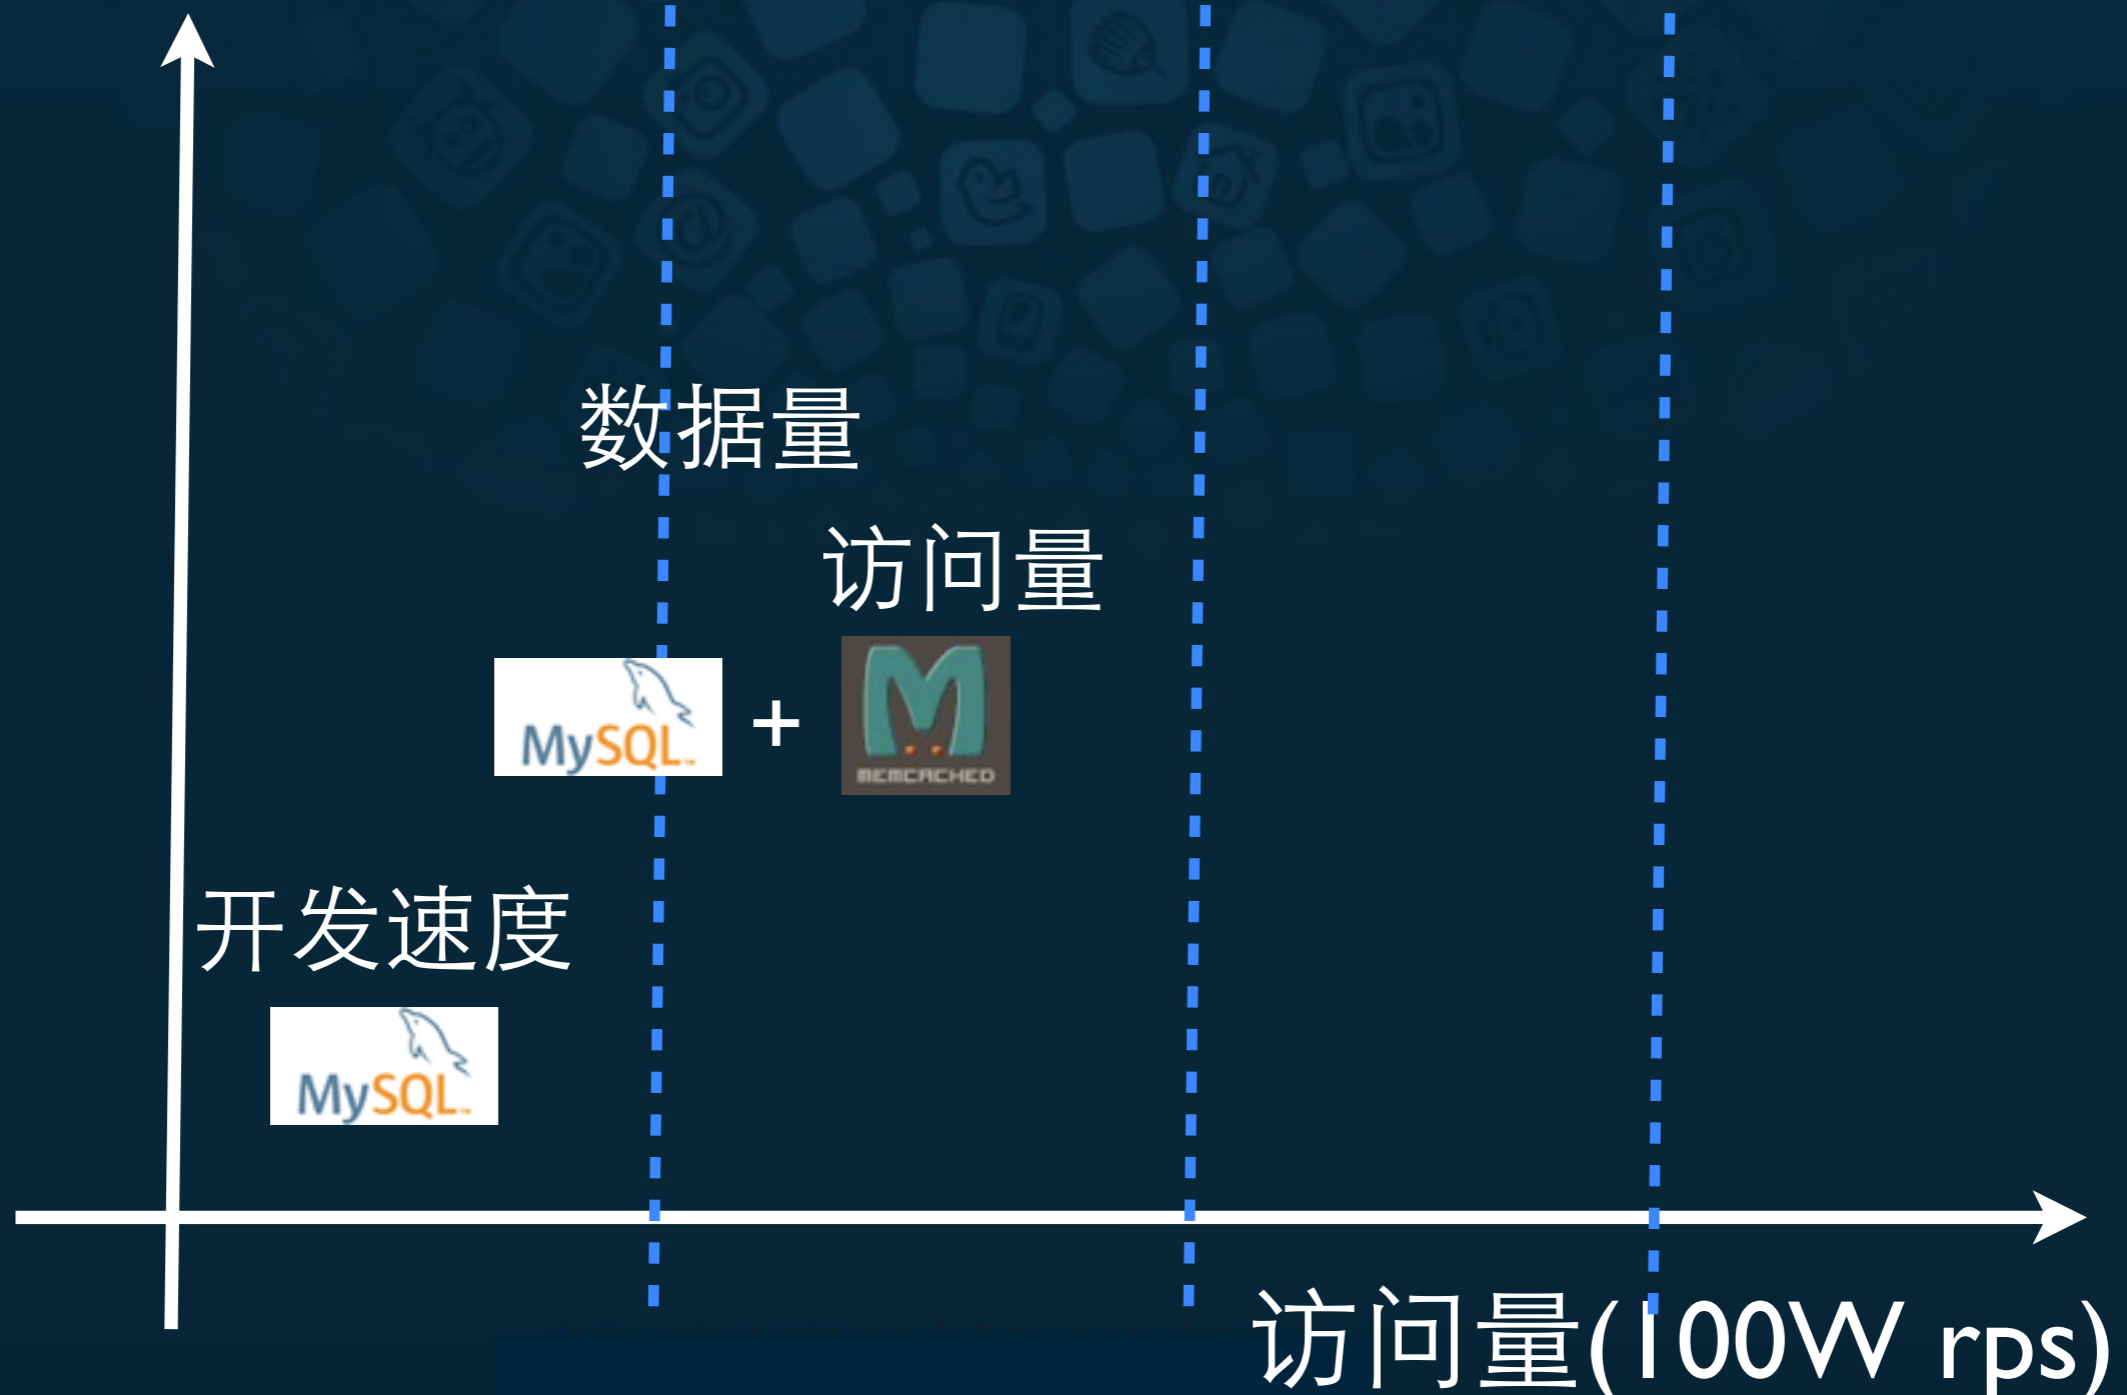 数据量
访问量
MySQL + MEMCACHED
开发速度
MySQL
访问量(100W rps)